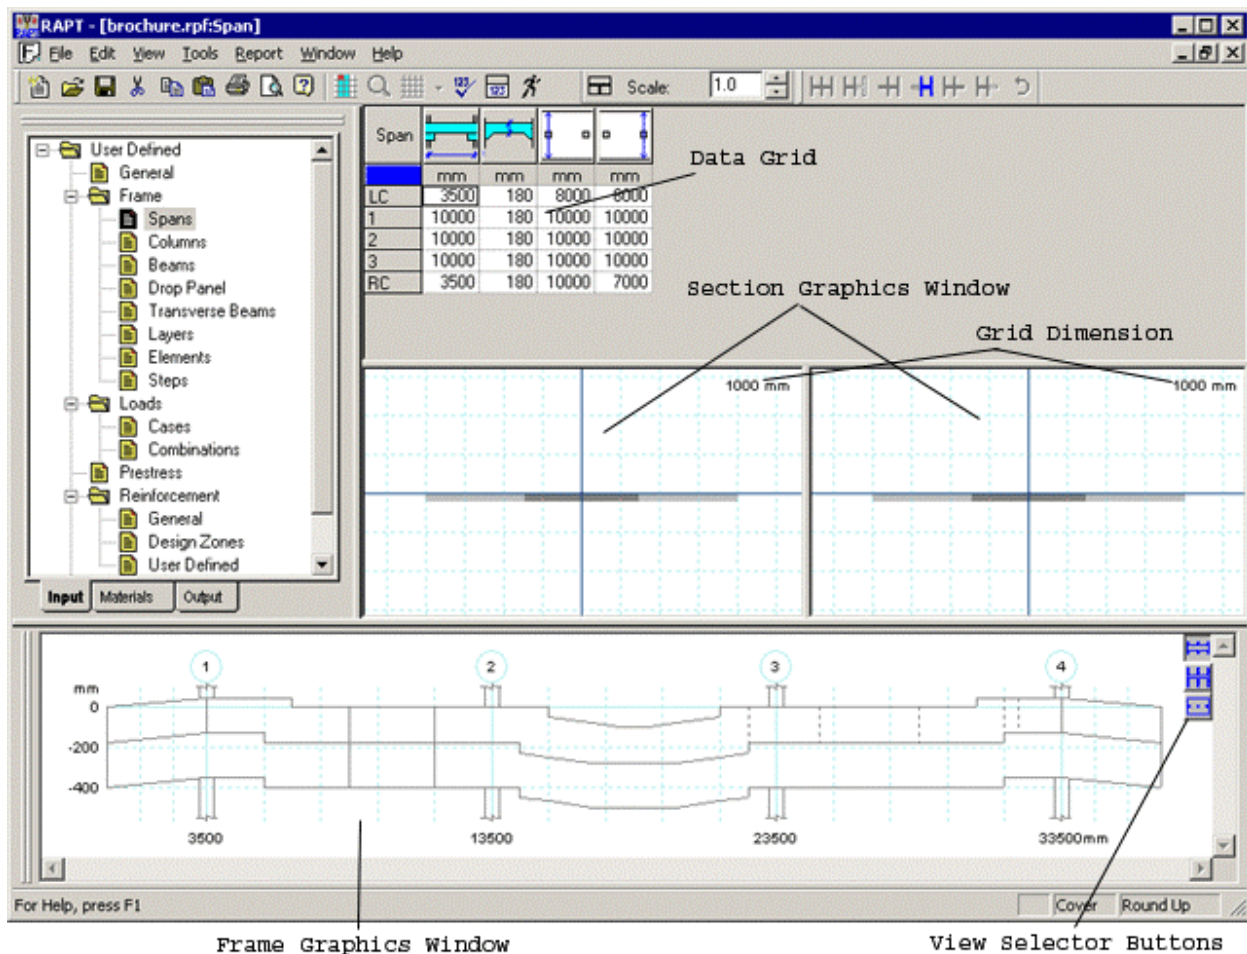 RAPT - [brochure.rpf:Span]
File Edit View Tools Report Window Help
Scale: 1.0
User Defined
General
Frame
Spans
Columns
Beams
Drop Panel
Transverse Beams
Layers
Elements
Steps
Loads
Cases
Combinations
Prestress
Reinforcement
General
Design Zones
User Defined
Input Materials Output
Span
mm mm mm mm
LC 3500 180 8000 8000
1 10000 180 10000 10000
2 10000 180 10000 10000
3 10000 180 10000 10000
RC 3500 180 10000 7000
Data Grid
Section Graphics Window
Grid Dimension
1000 mm
1000 mm
1 2 3 4
mm
0
-200
-400
3500 13500 23500 33500mm
For Help, press F1
Cover Round Up
Frame Graphics Window
View Selector Buttons